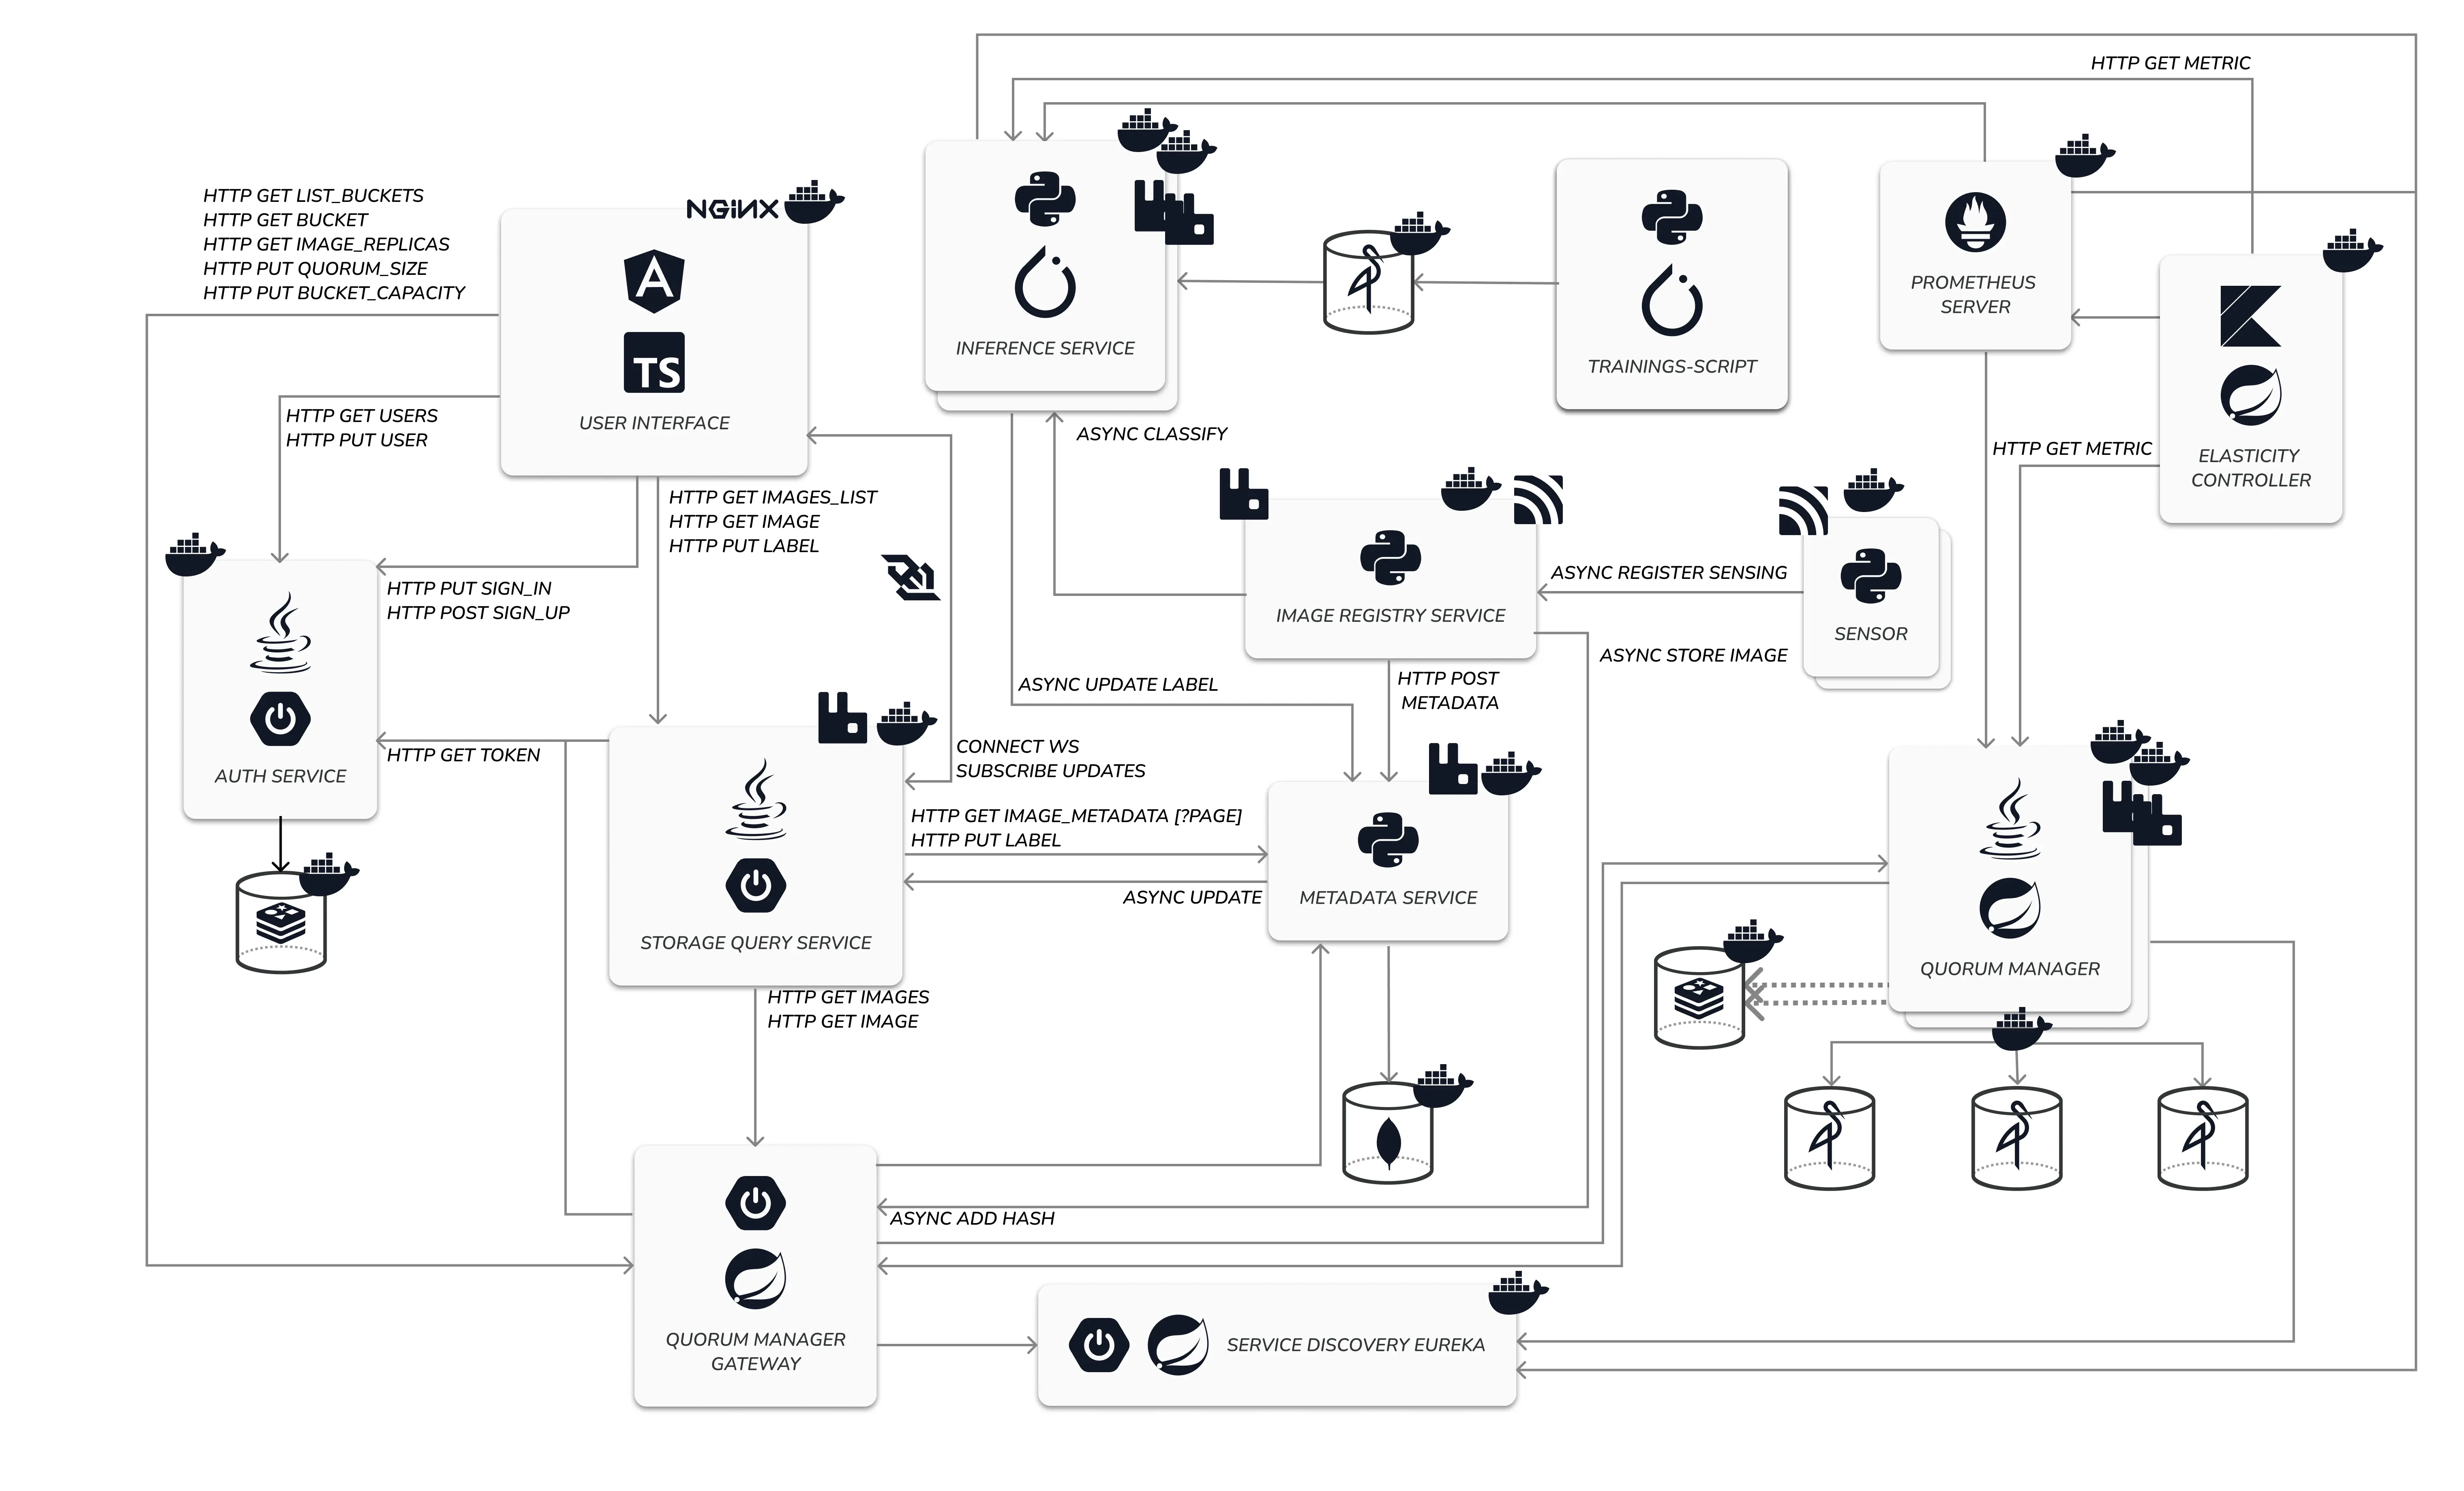 HTTP GET METRIC
HTTP GET LIST_BUCKETS
HTTP GET BUCKET
HTTP GET IMAGE_REPLICAS
HTTP PUT QUORUM_SIZE
HTTP PUT BUCKET_CAPACITY
NGiNX
TS
USER INTERFACE
INFERENCE SERVICE
TRAININGS-SCRIPT
PROMETHEUS
SERVER
ELASTICITY
CONTROLLER
HTTP GET USERS
HTTP PUT USER
ASYNC CLASSIFY
HTTP GET METRIC
HTTP GET IMAGES_LIST
HTTP GET IMAGE
HTTP PUT LABEL
HTTP PUT SIGN_IN
HTTP POST SIGN_UP
IMAGE REGISTRY SERVICE
ASYNC REGISTER SENSING
SENSOR
ASYNC STORE IMAGE
ASYNC UPDATE LABEL
HTTP POST
METADATA
AUTH SERVICE
HTTP GET TOKEN
CONNECT WS
SUBSCRIBE UPDATES
HTTP GET IMAGE_METADATA [?PAGE]
HTTP PUT LABEL
ASYNC UPDATE
METADATA SERVICE
STORAGE QUERY SERVICE
QUORUM MANAGER
HTTP GET IMAGES
HTTP GET IMAGE
ASYNC ADD HASH
QUORUM MANAGER
GATEWAY
SERVICE DISCOVERY EUREKA